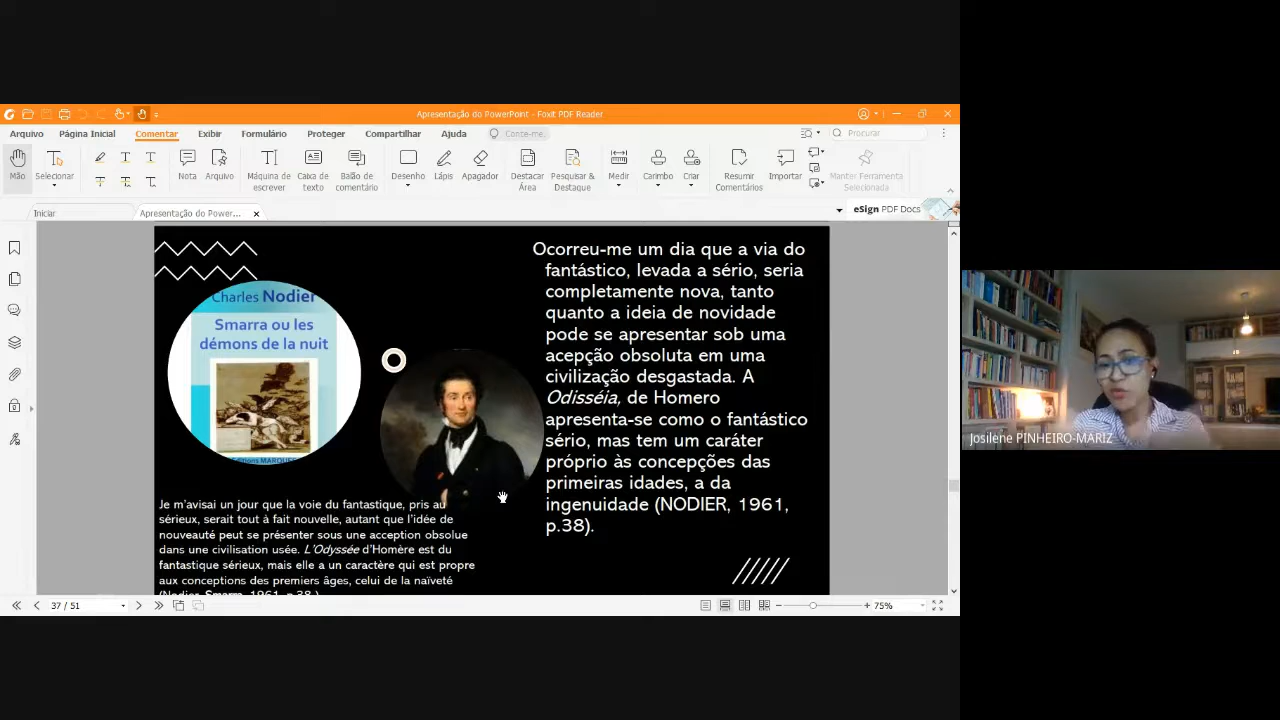 Apresentação do PowerPoint - Foxit PDF Reader
Arquivo Página Inicial Comentar Exibir Formulário Proteger Compartilhar Ajuda Conte-me. Procurar
Mão
Selecionar
Nota
Arquivo
Máquina de escrever
Caixa de texto
Balão de comentário
Desenho
Lápis
Apagador
Destacar Área
Pesquisar & Destaque
Medir
Carimbo
Criar
Resumir Comentários
Importar
Manter Ferramenta Selecionada
Iniciar
Apresentação do Power...
eSign PDF Docs
Charles Nodier
Smarra ou les
démons de la nuit
Je m'avisai un jour que la voie du fantastique, pris au
sérieux, serait tout à fait nouvelle, autant que l'idée de
nouveauté peut se présenter sous une acception obsolue
dans une civilisation usée. L'Odyssée d'Homère est du
fantastique sérieux, mais elle a un caractère qui est propre
aux conceptions des premiers âges, celui de la naïveté
(Nodier, Smarra, 1961, p.38.)
Ocorreu-me um dia que a via do
fantástico, levada a sério, seria
completamente nova, tanto
quanto a ideia de novidade
pode se apresentar sob uma
acepção obsoluta em uma
civilização desgastada. A
Odisséia, de Homero
apresenta-se como o fantástico
sério, mas tem um caráter
próprio às concepções das
primeiras idades, a da
ingenuidade (NODIER, 1961,
p.38).
37 / 51
75%
Josilene PINHEIRO-MARIZ